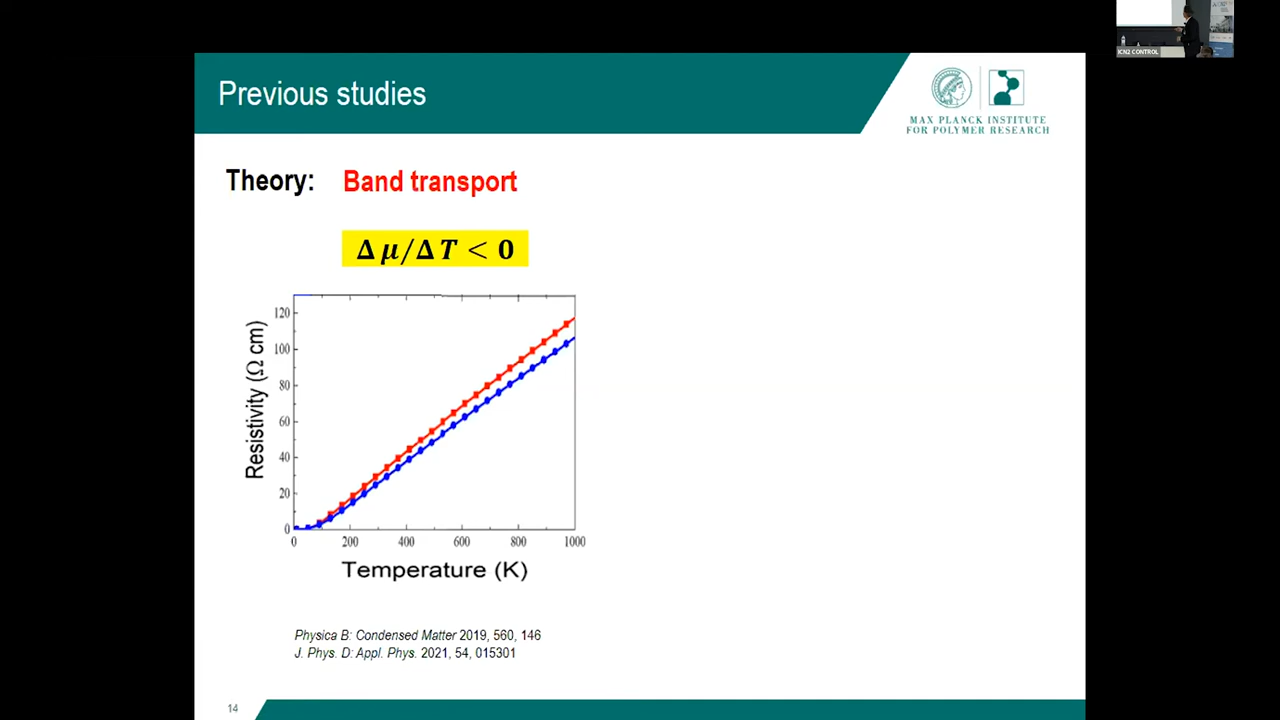 ICN2 CONTROL
Previous studies
MAX PLANCK INSTITUTE
FOR POLYMER RESEARCH
Theory: Band transport
Δ μ/Δ T < 0
Resistivity (Ω cm)
120
100
80
60
40
20
0
0 200 400 600 800 1000
Temperature (K)
Physica B: Condensed Matter 2019, 560, 146
J. Phys. D: Appl. Phys. 2021, 54, 015301
14